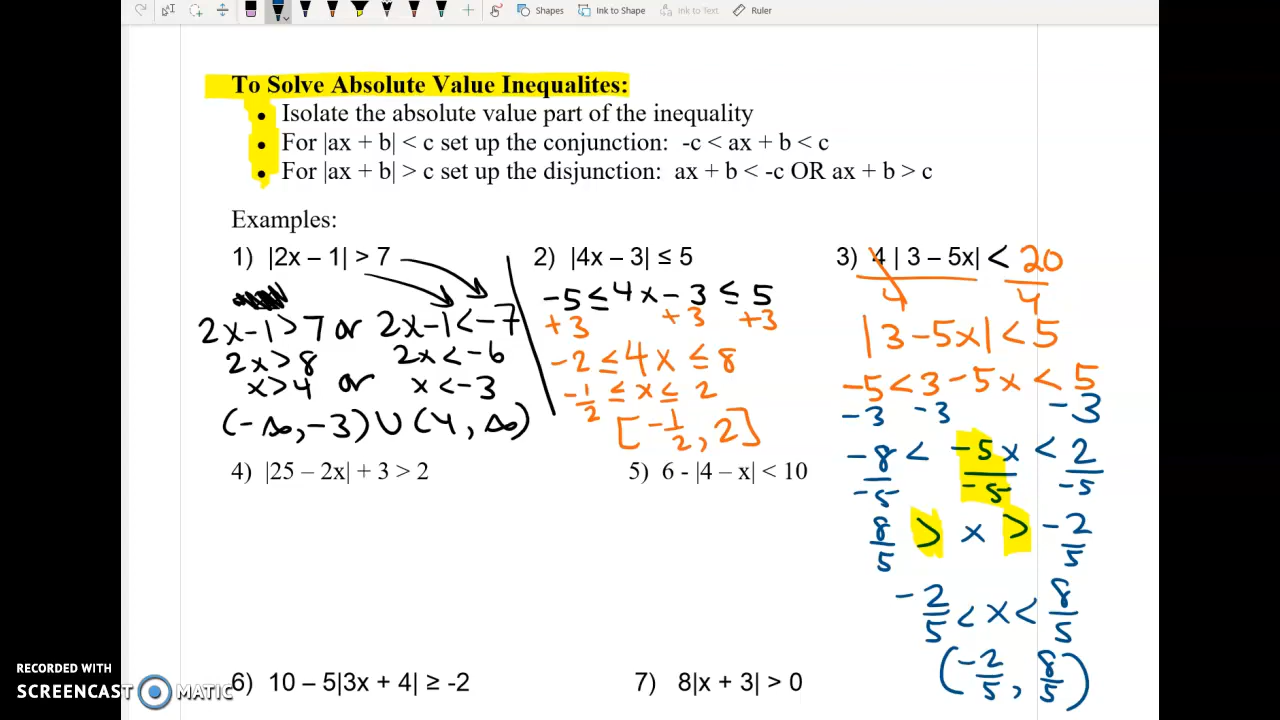 Shapes Ink to Shape Ink to Text Ruler
To Solve Absolute Value Inequalites:
• Isolate the absolute value part of the inequality
• For |ax + b| < c set up the conjunction: -c < ax + b < c
• For |ax + b| > c set up the disjunction: ax + b < -c OR ax + b > c
Examples:
1) |2x – 1| > 7
2x-1>7 or 2x-1<-7
2x>8 2x<-6
x>4 or x<-3
(-∞,-3)∪(4,∞)
2) |4x – 3| ≤ 5
-5≤4x-3≤5
+3 +3 +3
-2≤4x≤8
-1/2≤x≤2
[-1/2,2]
3) 4 | 3 – 5x| < 20
4 4
|3-5x|<5
-5<3-5x<5
-3 -3 -3
-8 < -5x < 2
-5 -5 -5
8/5 > x > -2/5
-2/5 < x < 8/5
(-2/5, 8/5)
4) |25 – 2x| + 3 > 2
5) 6 - |4 – x| < 10
6) 10 – 5|3x + 4| ≥ -2
7) 8|x + 3| > 0
RECORDED WITH
SCREENCAST MATIC